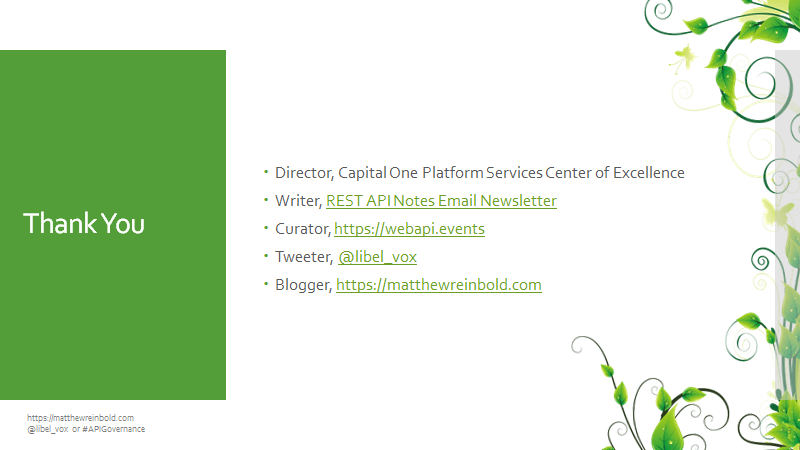 Thank You
• Director, Capital One Platform Services Center of Excellence
• Writer, REST API Notes Email Newsletter
• Curator, https://webapi.events
• Tweeter, @libel_vox
• Blogger, https://matthewreinbold.com
https://matthewreinbold.com
@libel_vox or #APIGovernance